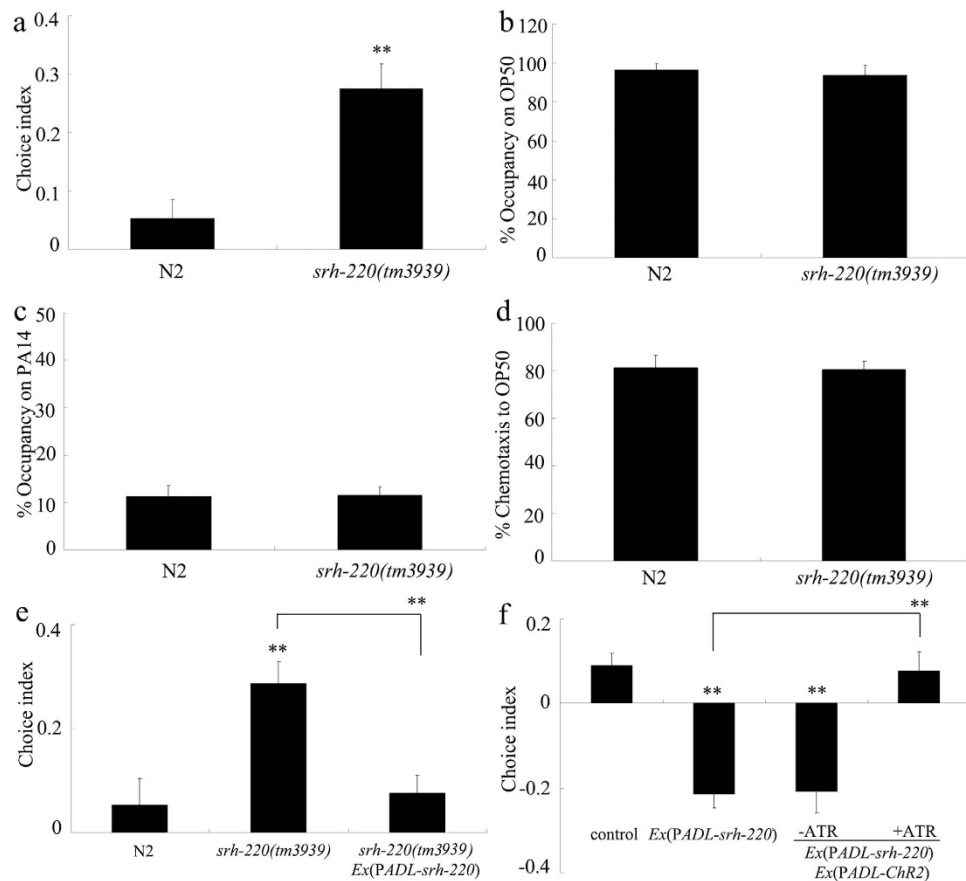 a
0.4
0.3
0.2
0.1
0
Choice index
**
N2
srh-220(tm3939)
b
120
100
80
60
40
20
0
% Occupancy on OP50
N2
srh-220(tm3939)
c
50
40
30
20
10
0
% Occupancy on PA14
N2
srh-220(tm3939)
d
100
80
60
40
20
0
% Chemotaxis to OP50
N2
srh-220(tm3939)
e
0.4
0.2
0
Choice index
**
**
N2
srh-220(tm3939)
srh-220(tm3939)
Ex(PADL-srh-220)
f
0.2
0
-0.2
-0.4
Choice index
**
**
**
control
Ex(PADL-srh-220)
-ATR
+ATR
Ex(PADL-srh-220)
Ex(PADL-ChR2)